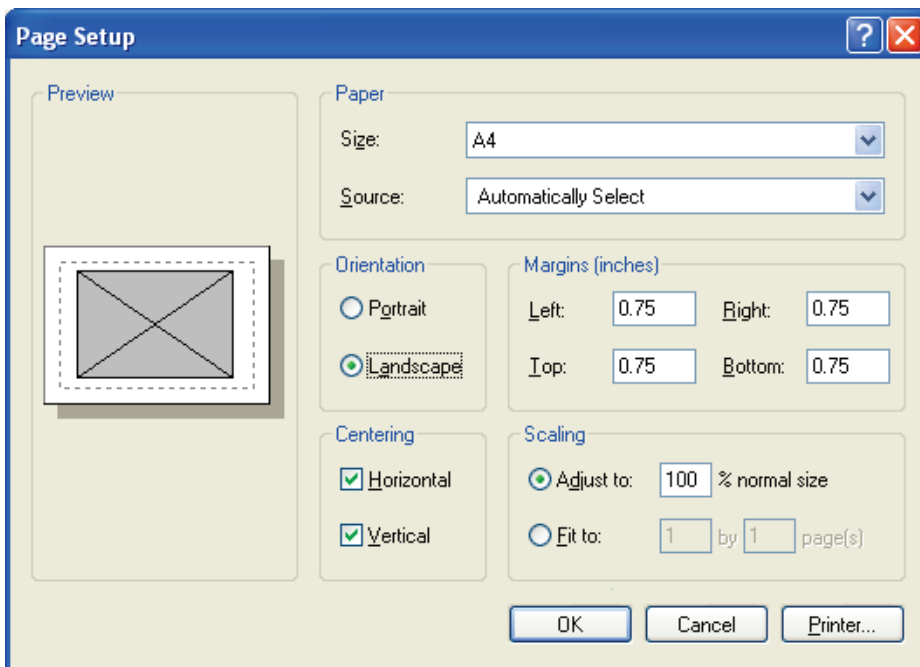 Page Setup
Preview
Paper
Size: A4
Source: Automatically Select
Orientation
Portrait
Landscape
Margins (inches)
Left: 0.75 Right: 0.75
Top: 0.75 Bottom: 0.75
Centering
Horizontal
Vertical
Scaling
Adjust to: 100 % normal size
Fit to: 1 by 1 page(s)
OK Cancel Printer...